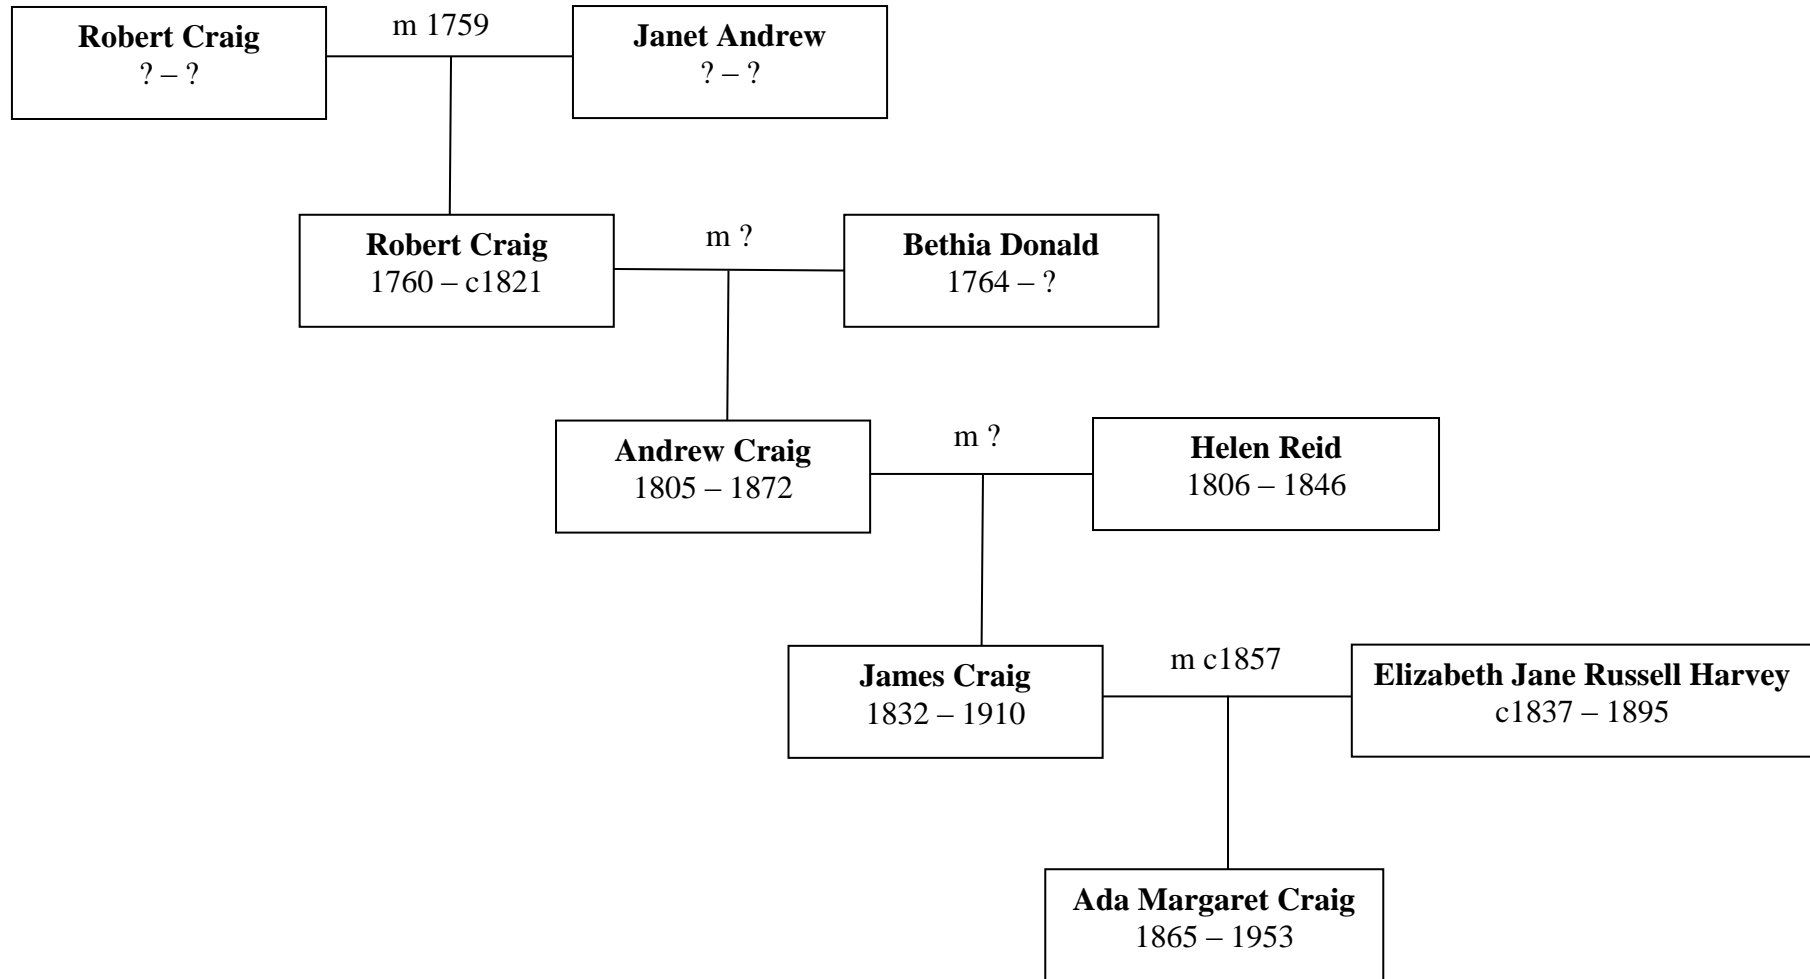 Robert Craig
? – ?
m 1759
Janet Andrew
? – ?
Robert Craig
1760 – c1821
m ?
Bethia Donald
1764 – ?
Andrew Craig
1805 – 1872
m ?
Helen Reid
1806 – 1846
James Craig
1832 – 1910
m c1857
Elizabeth Jane Russell Harvey
c1837 – 1895
Ada Margaret Craig
1865 – 1953